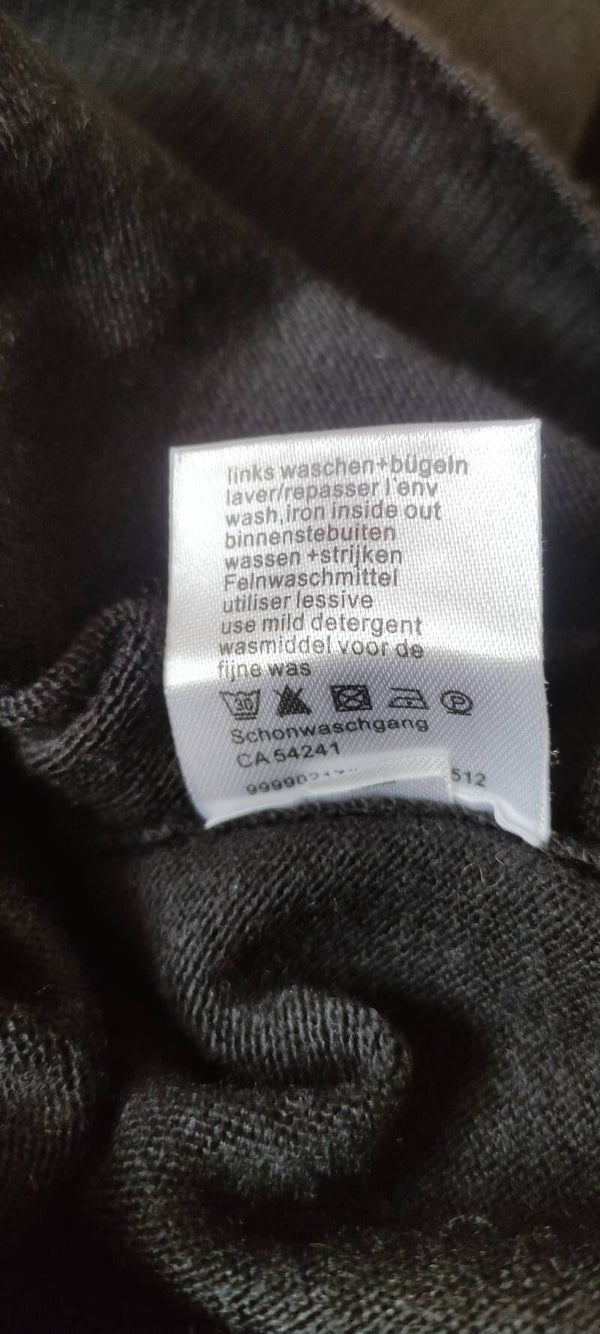 links waschen+bügeln
laver/repasser l'env
wash,iron inside out
binnenstebuiten
wassen +strijken
Feinwaschmittel
utiliser lessive
use mild detergent
wasmiddel voor de
fijne was
30 P
Schonwaschgang
CA 54241
512